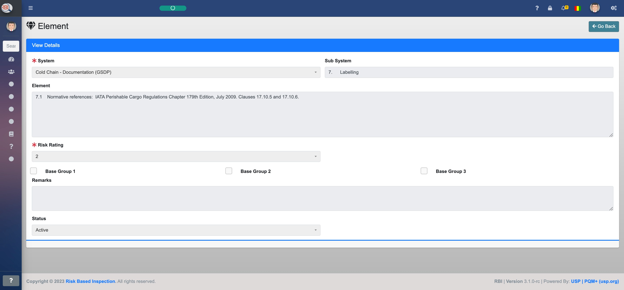 ?
Element
Go Back
Save
View Details
* System
Sub System
Cold Chain - Documentation (GSDP)
7. Labelling
Element
7.1 Normative references. IATA Perishable Cargo Regulations Chapter 179th Edition, July 2009. Clauses 17.10.5 and 17.10.6.
* Risk Rating
2
Base Group 1
Base Group 2
Base Group 3
Remarks
Status
Active
?
?
Copyright © 2023 Risk Based Inspection. All rights reserved.
RBI | Version 3.1.0-rc | Powered By: USP | PQM+ (usp.org)